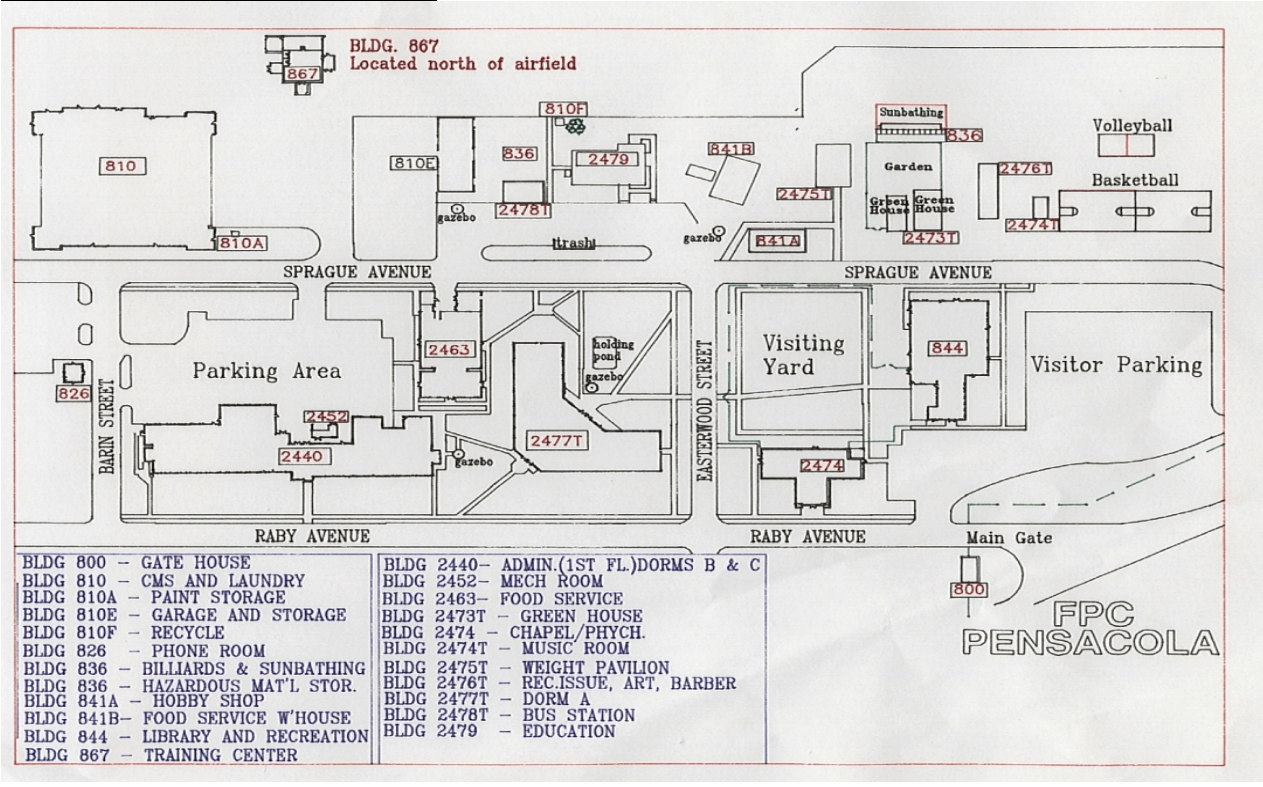 BLDG. 867
Located north of airfield
867
810
810A
810E
836
810F
2479
2478T
gazebo
trash
841B
gazebo
841A
2475T
Sunbathing
836
Garden
Green House
Green House
2473T
2476T
2474T
Volleyball
Basketball
SPRAGUE AVENUE
SPRAGUE AVENUE
826
BARIN STREET
Parking Area
2452
2440
2463
gazebo
2477T
holding
pond
gazebo
EASTERWOOD STREET
Visiting
Yard
844
Visitor Parking
2474
RABY AVENUE
RABY AVENUE
Main Gate
800
FPC
PENSACOLA
BLDG 800 – GATE HOUSE
BLDG 810 – CMS AND LAUNDRY
BLDG 810A – PAINT STORAGE
BLDG 810E – GARAGE AND STORAGE
BLDG 810F – RECYCLE
BLDG 826 – PHONE ROOM
BLDG 836 – BILLIARDS & SUNBATHING
BLDG 836 – HAZARDOUS MAT'L STOR.
BLDG 841A – HOBBY SHOP
BLDG 841B– FOOD SERVICE W'HOUSE
BLDG 844 – LIBRARY AND RECREATION
BLDG 867 – TRAINING CENTER
BLDG 2440– ADMIN.(1ST FL.)DORMS B & C
BLDG 2452– MECH ROOM
BLDG 2463– FOOD SERVICE
BLDG 2473T – GREEN HOUSE
BLDG 2474 – CHAPEL/PHYCH.
BLDG 2474T – MUSIC ROOM
BLDG 2475T – WEIGHT PAVILION
BLDG 2476T – REC.ISSUE, ART, BARBER
BLDG 2477T – DORM A
BLDG 2478T – BUS STATION
BLDG 2479 – EDUCATION